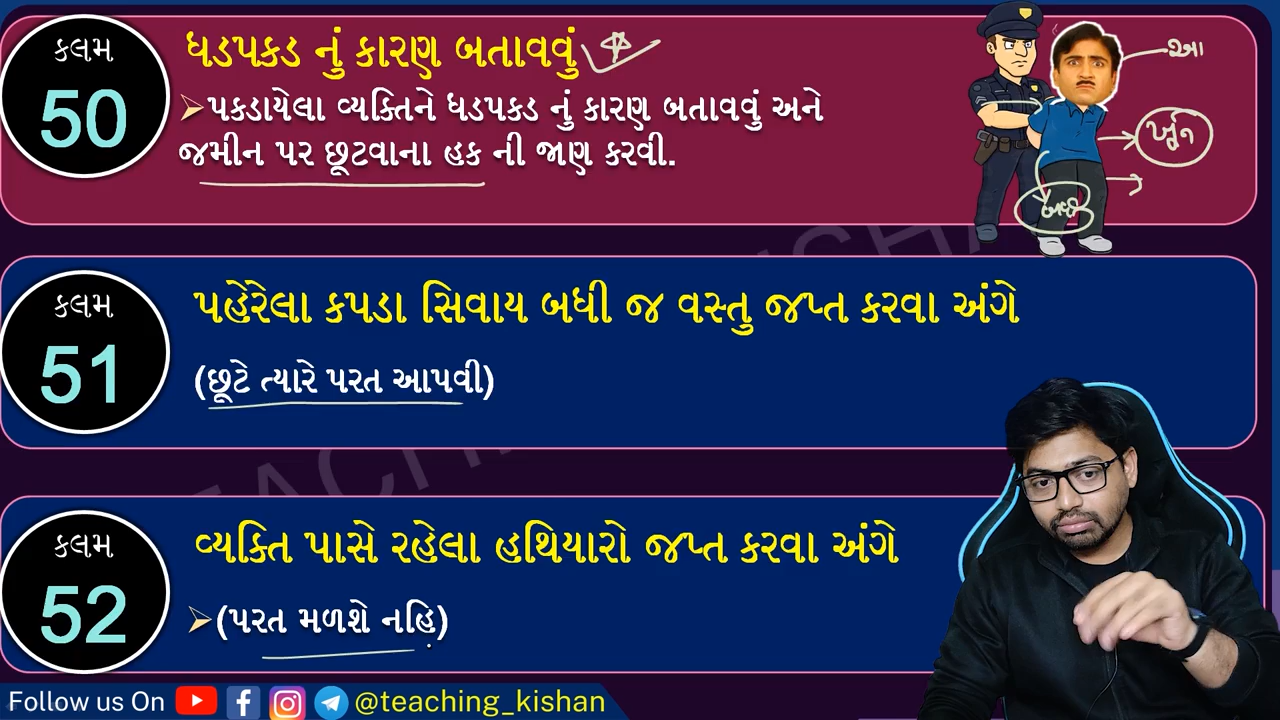 કલમ
50
ધડપકડ નું કારણ બતાવવું
➢પકડાયેલા વ્યક્તિને ધડપકડ નું કારણ બતાવવું અને
જમીન પર છૂટવાના હક ની જાણ કરવી.
આ
ખૂન
કલમ
51
પહેરેલા કપડા સિવાય બધી જ વસ્તુ જપ્ત કરવા અંગે
(છૂટે ત્યારે પરત આપવી)
કલમ
52
વ્યક્તિ પાસે રહેલા હથિયારો જપ્ત કરવા અંગે
➢(પરત મળશે નહિ)
Follow us On @teaching_kishan